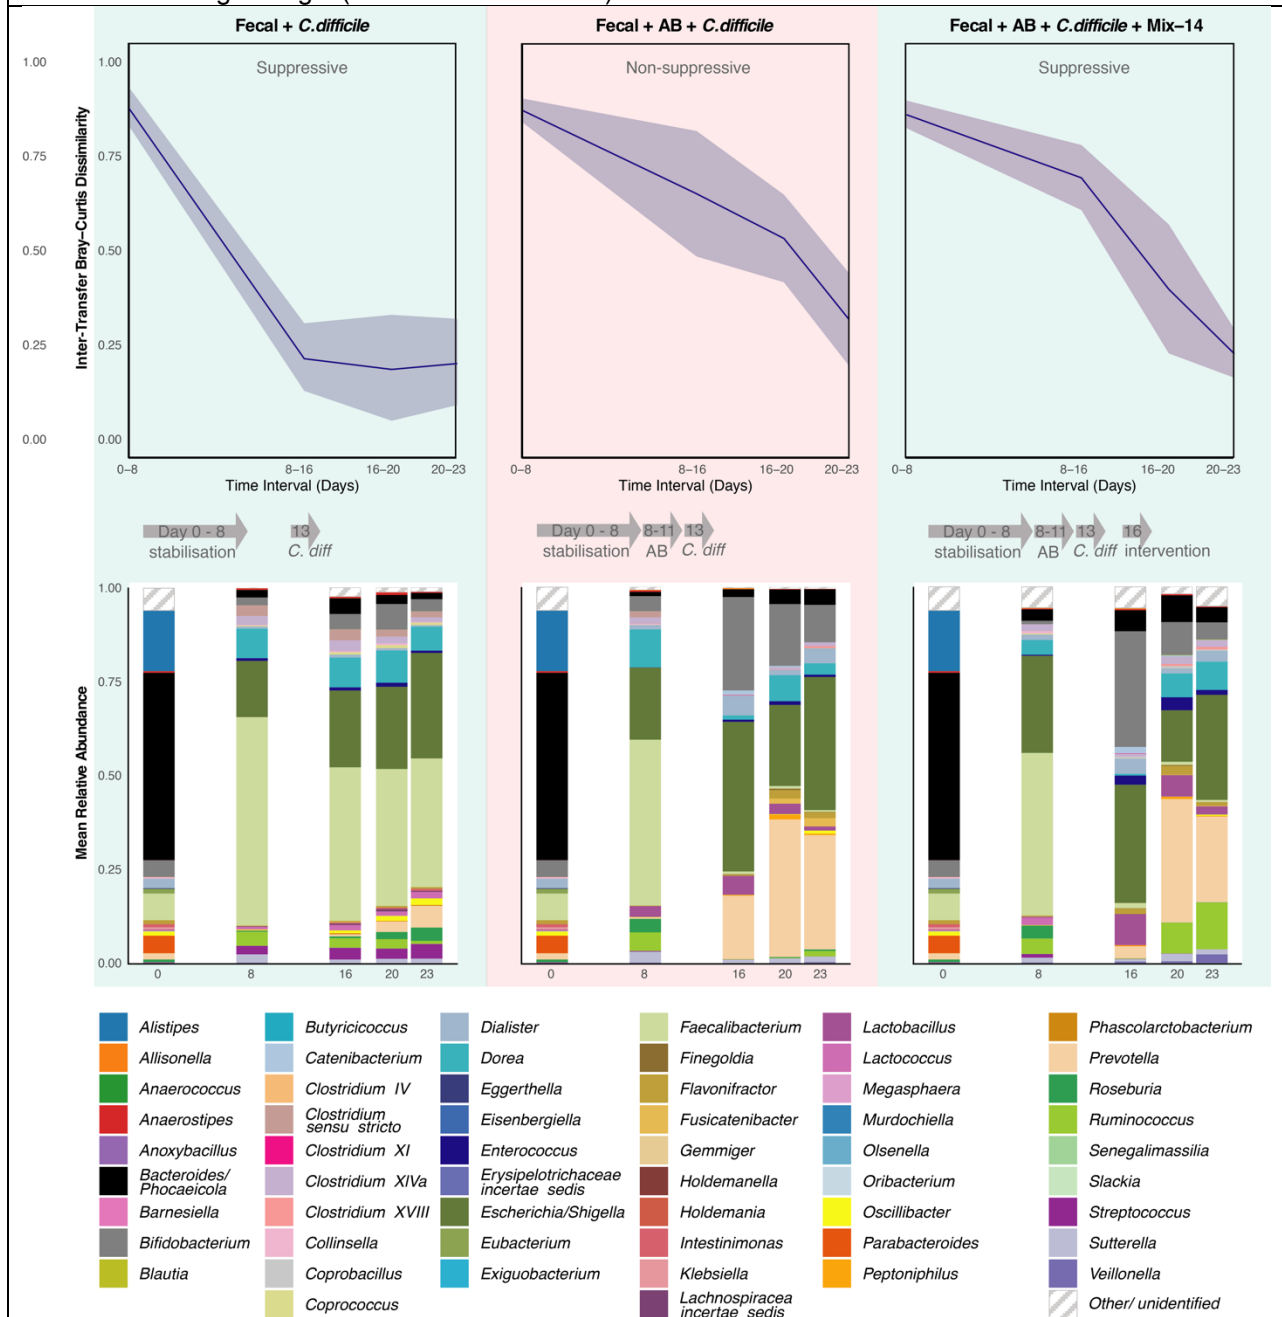 Fecal + C.difficile
Fecal + AB + C.difficile
Fecal + AB + C.difficile + Mix–14
Suppressive
Non-suppressive
Suppressive
Inter-Transfer Bray–Curtis Dissimilarity
1.00 1.00
0.75 0.75
0.50 0.50
0.25 0.25
0.00 0.00
0–8 8–16 16–20 20–23
0–8 8–16 16–20 20–23
0–8 8–16 16–20 20–23
Time Interval (Days)
Time Interval (Days)
Time Interval (Days)
Day 0 - 8 13
stabilisation C. diff
Day 0 - 8 8-11 13
stabilisation AB C. diff
Day 0 - 8 8-11 13 16
stabilisation AB C. diff intervention
Mean Relative Abundance
1.00
0.75
0.50
0.25
0.00
0 8 16 20 23
0 8 16 20 23
0 8 16 20 23
Alistipes
Allisonella
Anaerococcus
Anaerostipes
Anoxybacillus
Bacteroides/
Phocaeicola
Barnesiella
Bifidobacterium
Blautia
Butyricicoccus
Catenibacterium
Clostridium IV
Clostridium
sensu stricto
Clostridium XI
Clostridium XIVa
Clostridium XVIII
Collinsella
Coprobacillus
Coprococcus
Dialister
Dorea
Eggerthella
Eisenbergiella
Enterococcus
Erysipelotrichaceae
incertae sedis
Escherichia/Shigella
Eubacterium
Exiguobacterium
Faecalibacterium
Finegoldia
Flavonifractor
Fusicatenibacter
Gemmiger
Holdemanella
Holdemania
Intestinimonas
Klebsiella
Lachnospiracea
incertae sedis
Lactobacillus
Lactococcus
Megasphaera
Murdochiella
Olsenella
Oribacterium
Oscillibacter
Parabacteroides
Peptoniphilus
Phascolarctobacterium
Prevotella
Roseburia
Ruminococcus
Senegalimassilia
Slackia
Streptococcus
Sutterella
Veillonella
Other/ unidentified